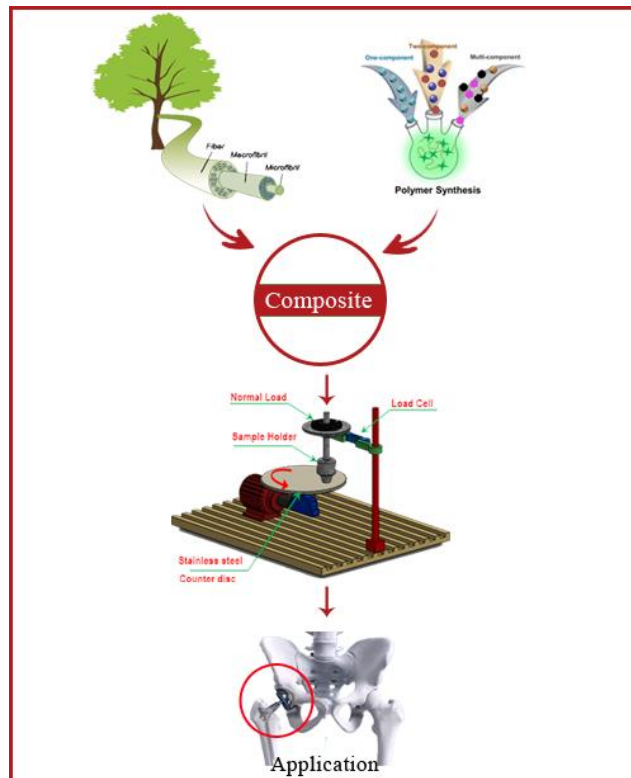 One-component
Two-component
Multi-component
Fiber
Macrofibril
Microfibril
Polymer Synthesis
Composite
Normal Load
Load Cell
Sample Holder
Stainless steel
Counter disc
Application